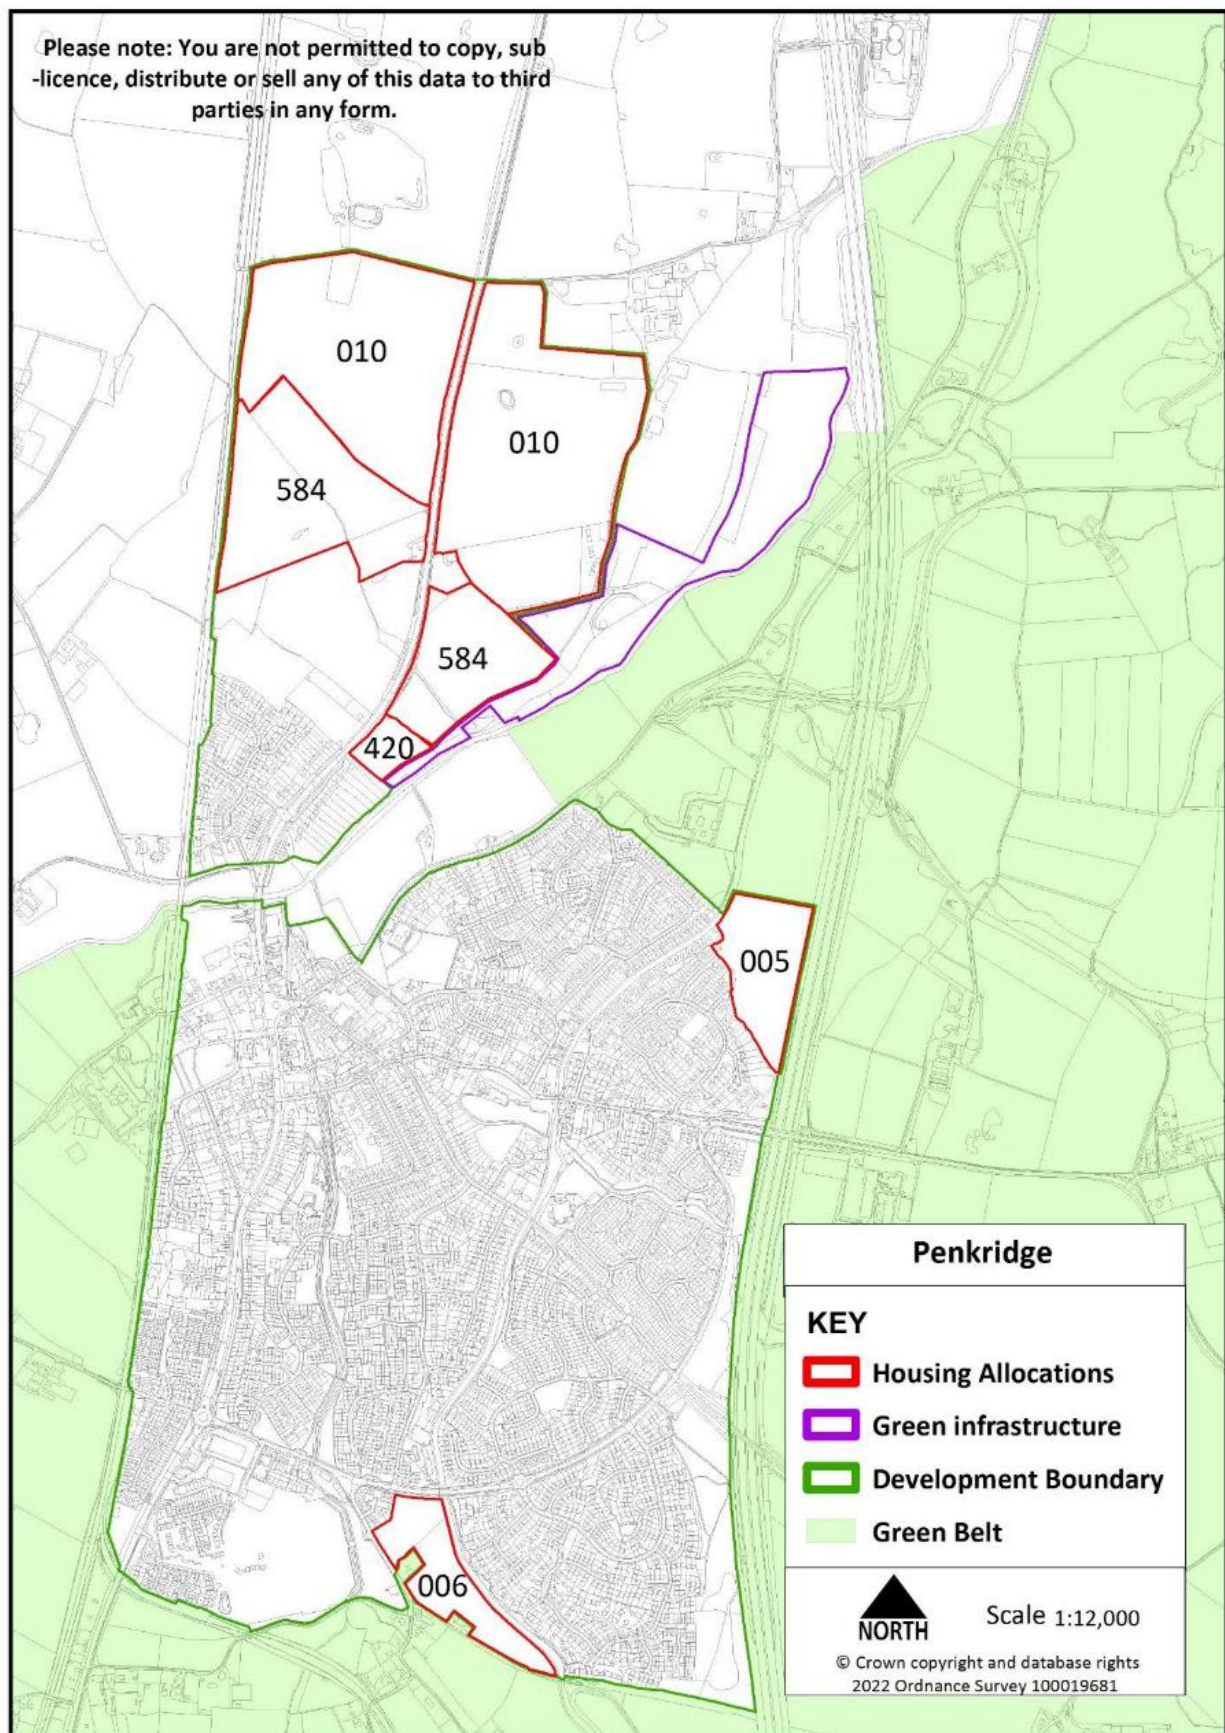 Please note: You are not permitted to copy, sub
-licence, distribute or sell any of this data to third
parties in any form.
010
010
584
584
420
005
006
Penkridge
KEY
Housing Allocations
Green infrastructure
Development Boundary
Green Belt
NORTH
Scale 1:12,000
© Crown copyright and database rights
2022 Ordnance Survey 100019681